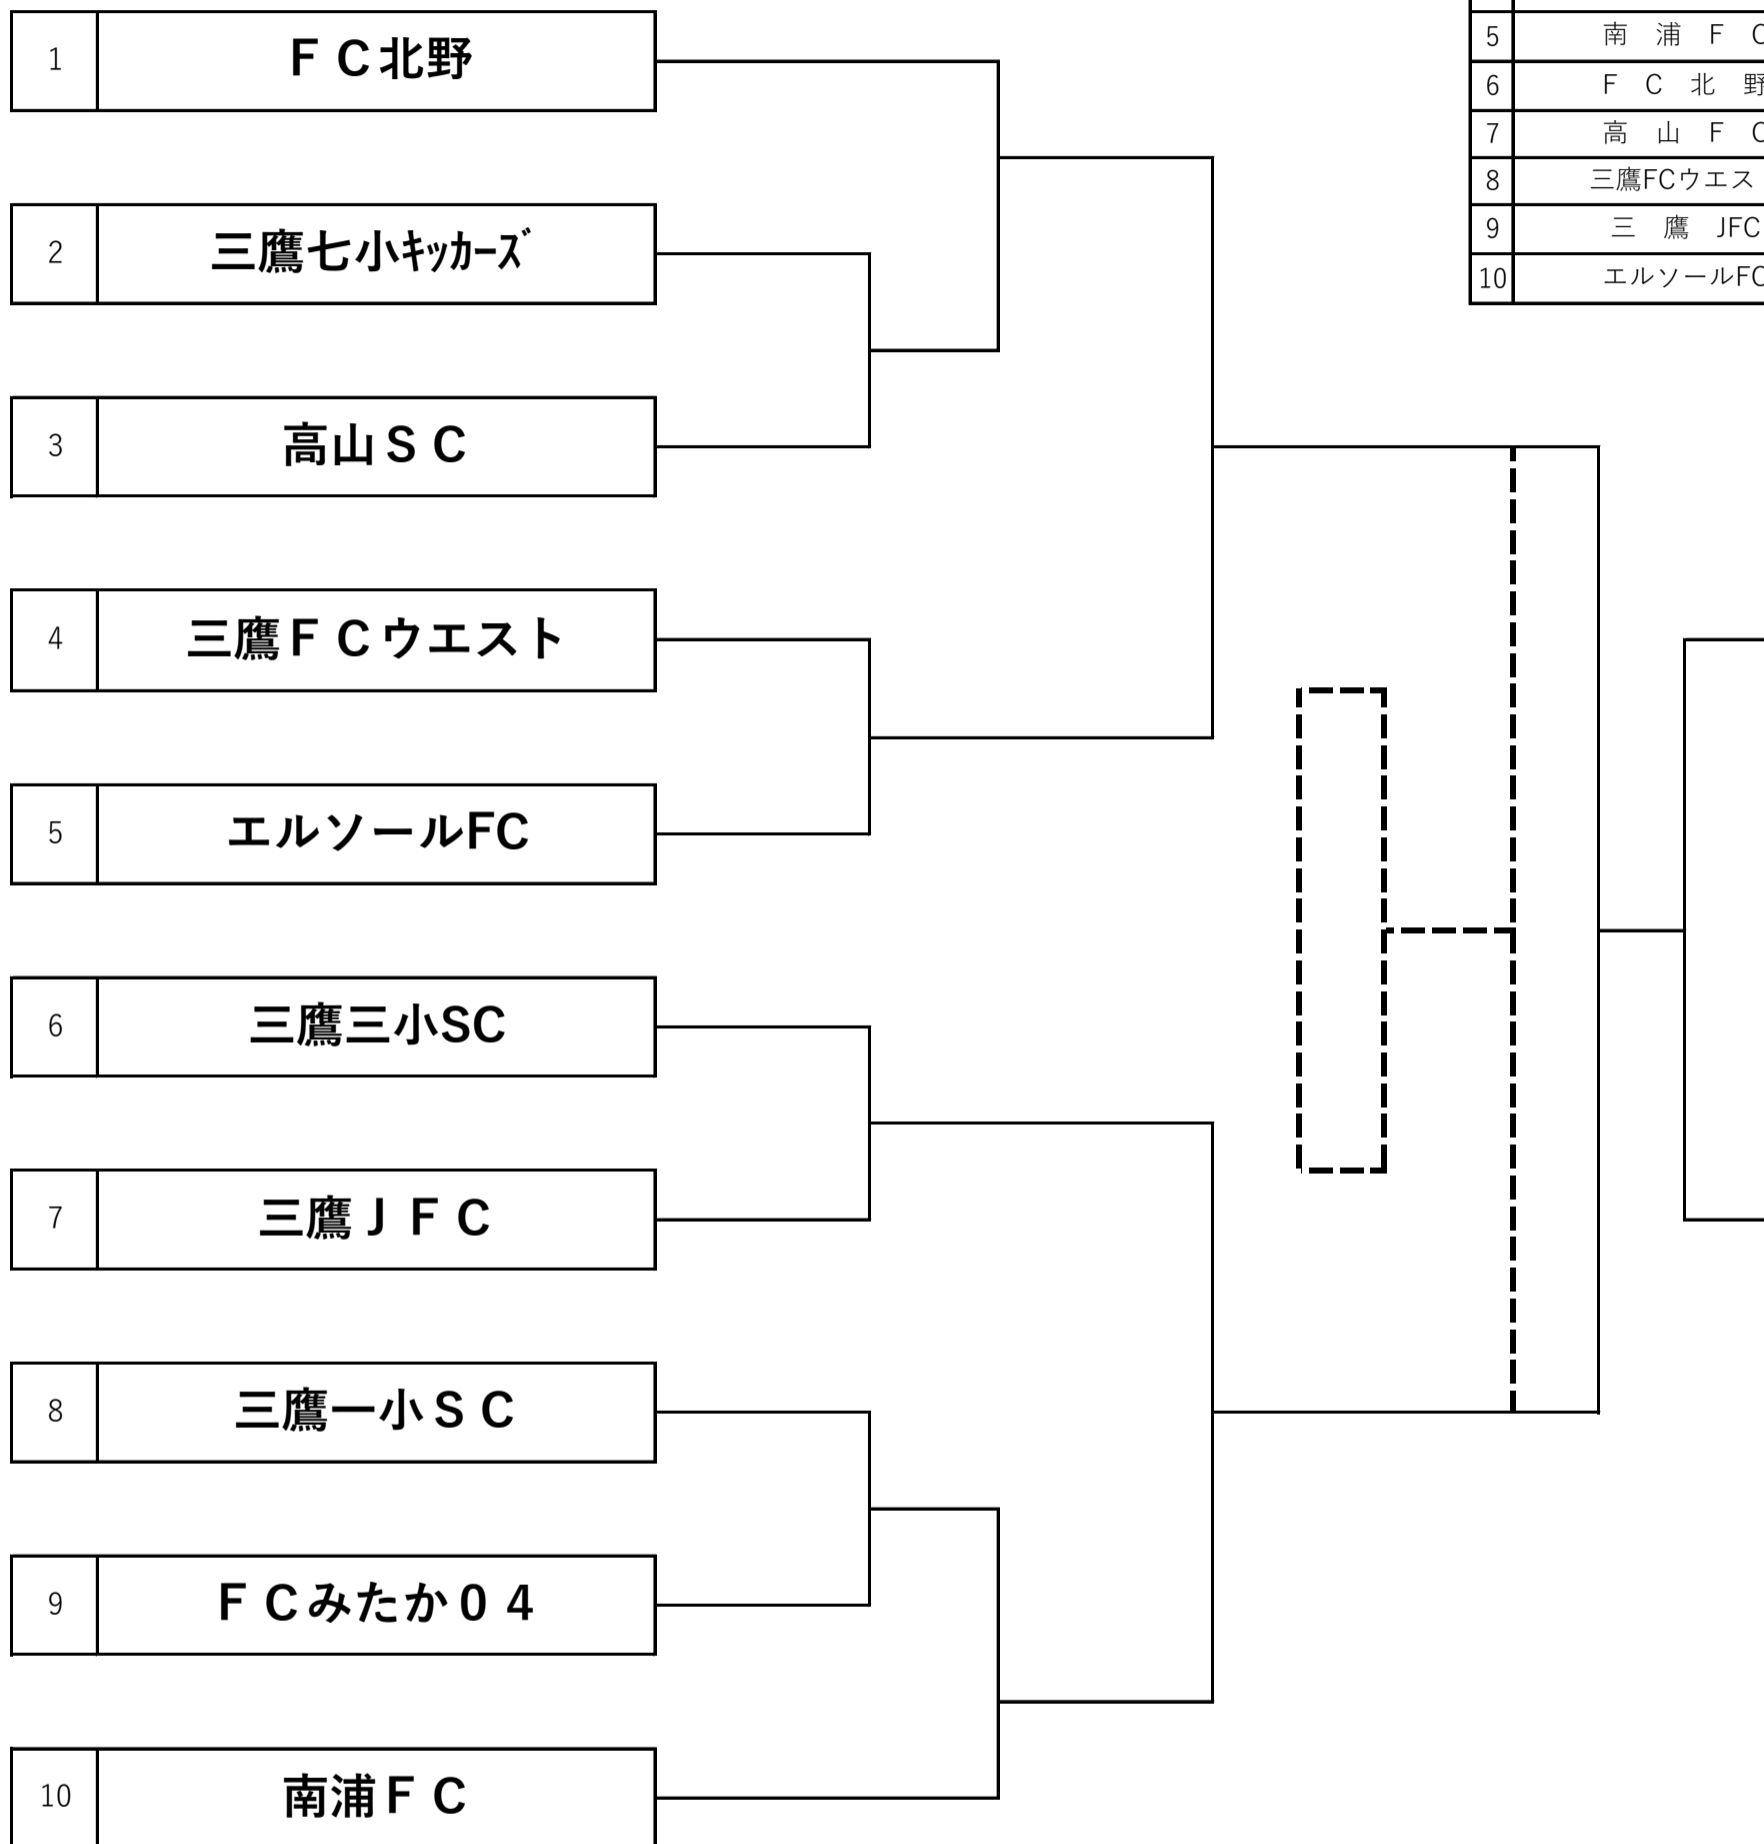 1 ＦＣ北野
2 三鷹七小ｷｯｶｰｽﾞ
3 高山ＳＣ
4 三鷹ＦＣウエスト
5 エルソールFC
6 三鷹三小SC
7 三鷹ＪＦＣ
8 三鷹一小ＳＣ
9 ＦＣみたか０４
10 南浦ＦＣ
5 南　浦　Ｆ　Ｃ
6 Ｆ　Ｃ　北　野
7 高　山　Ｆ　Ｃ
8 三鷹FCウエス
9 三　鷹　JFC
10 エルソールFC